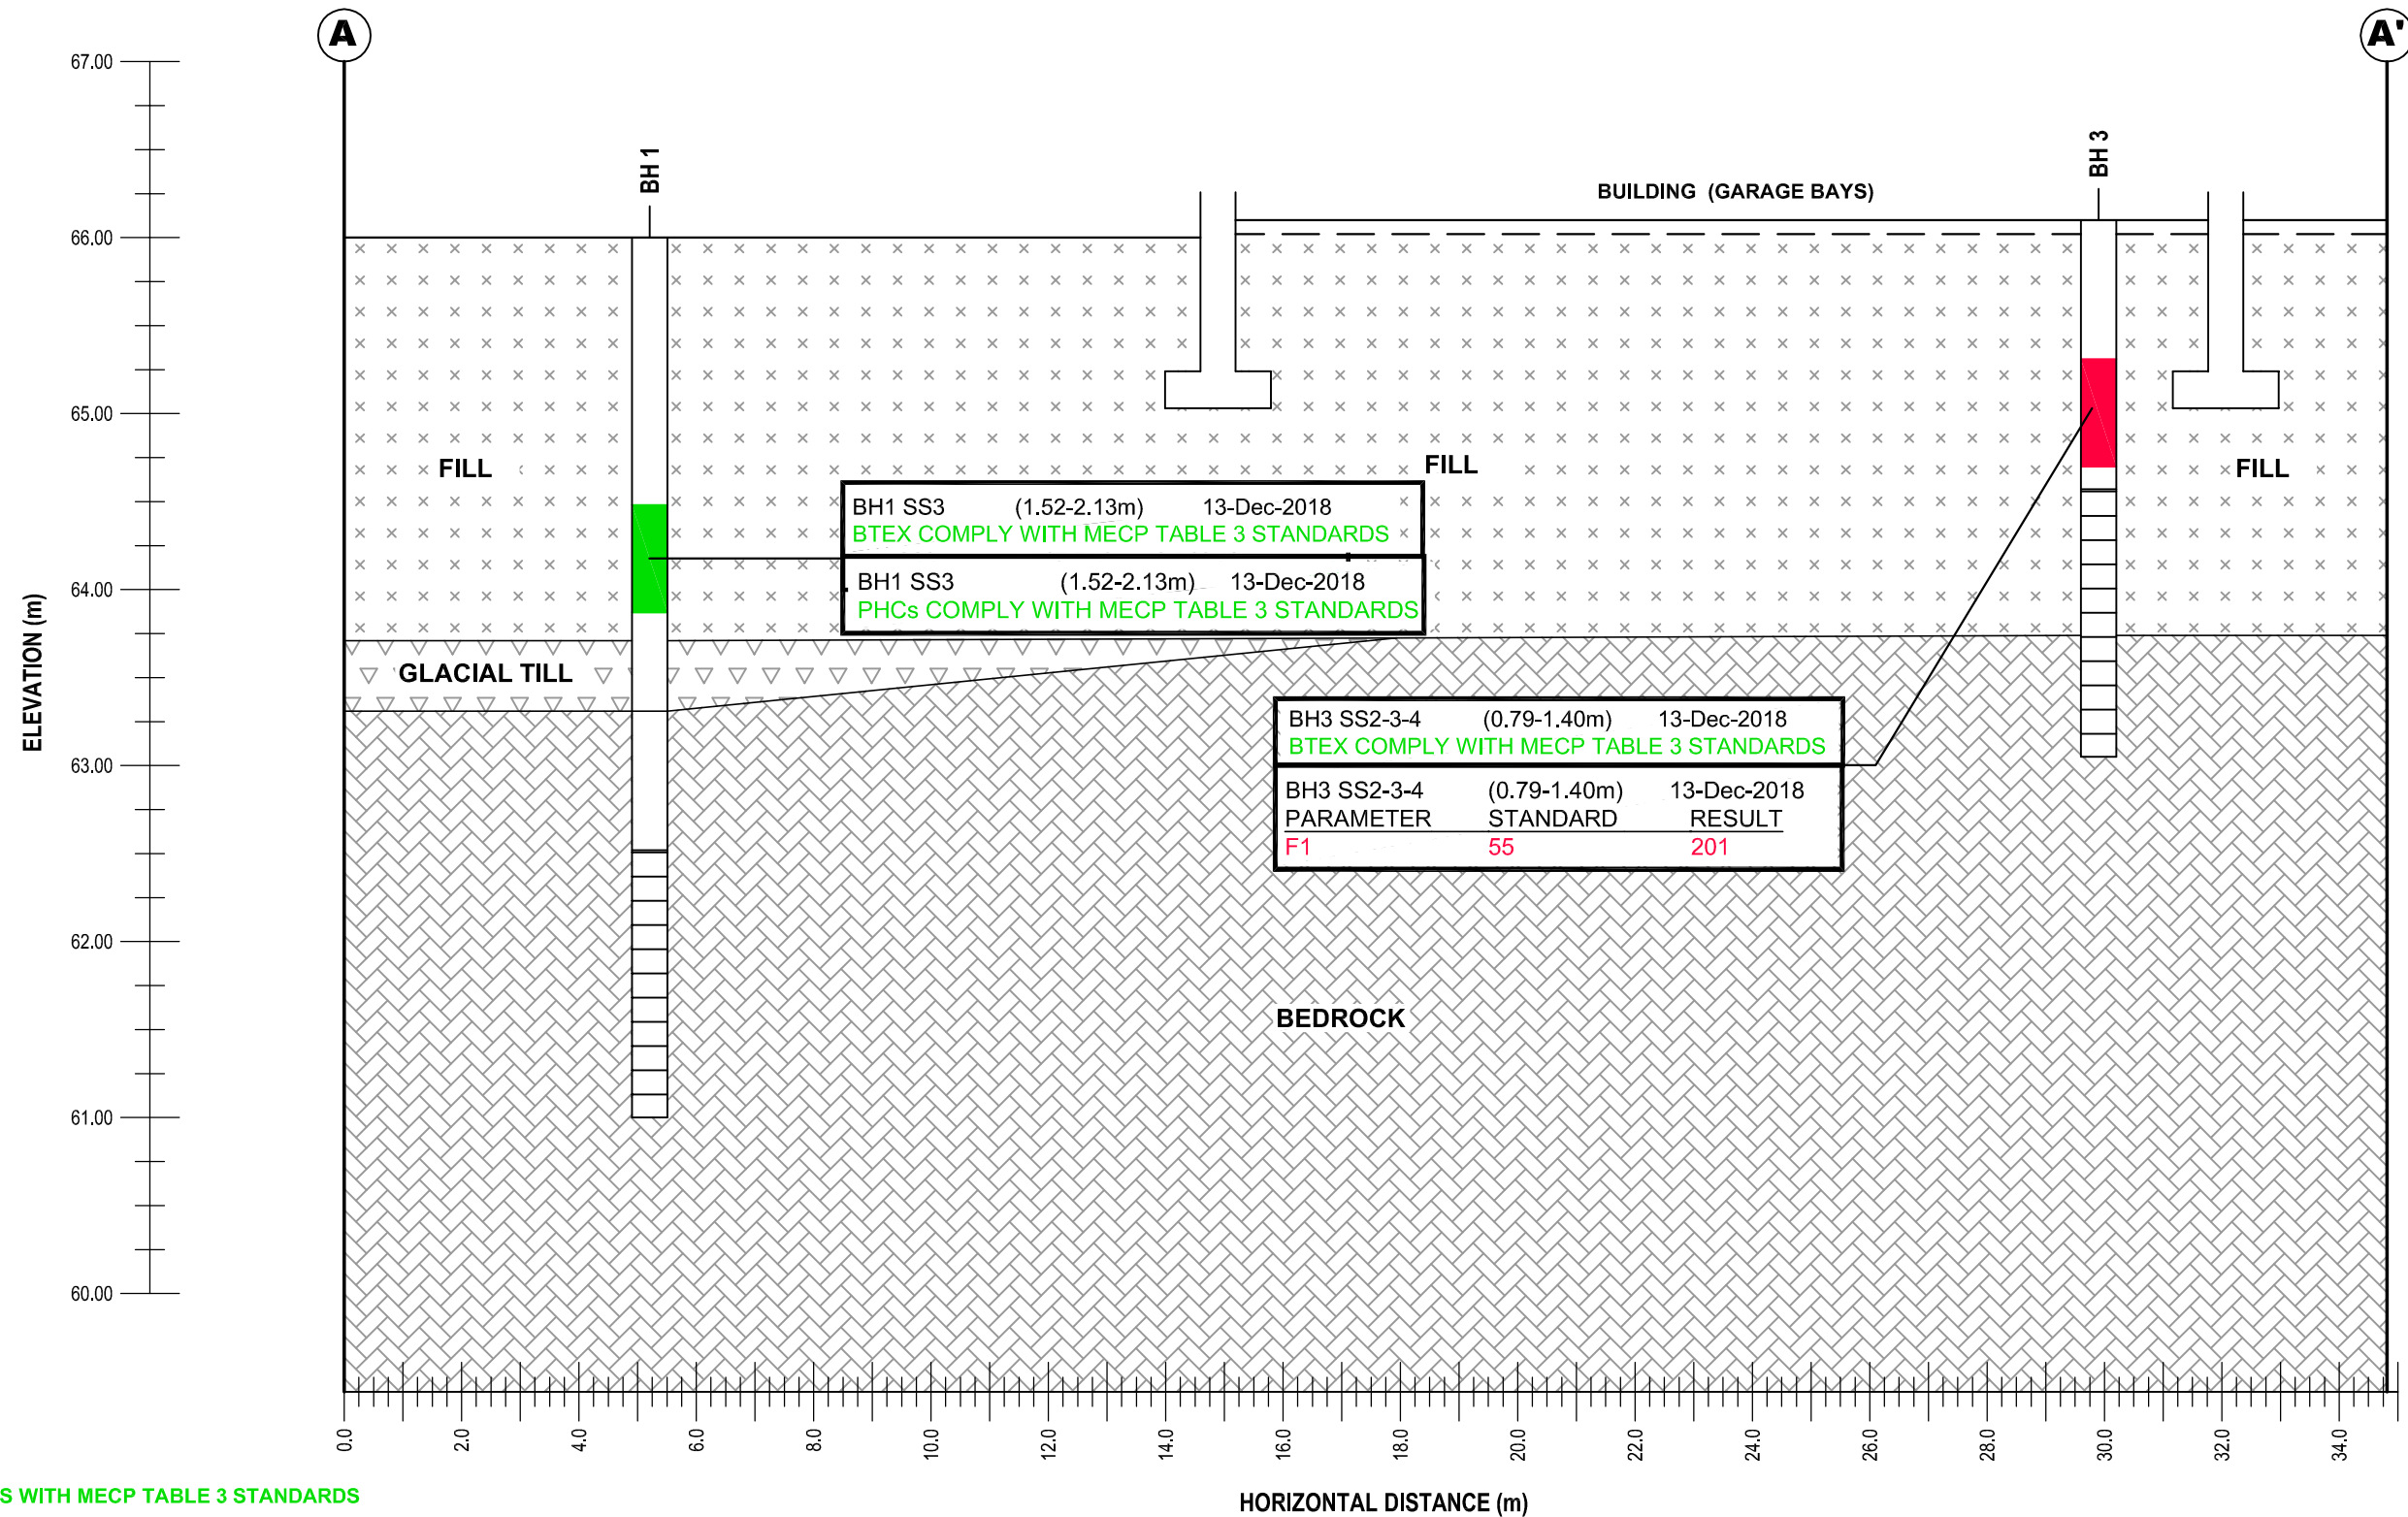 A
A'
67.00
BH 1
BH 3
BUILDING (GARAGE BAYS)
66.00
65.00
FILL
FILL
FILL
BH1 SS3 (1.52-2.13m) 13-Dec-2018
BTEX COMPLY WITH MECP TABLE 3 STANDARDS
BH1 SS3 (1.52-2.13m) 13-Dec-2018
PHCs COMPLY WITH MECP TABLE 3 STANDARDS
64.00
ELEVATION (m)
GLACIAL TILL
BH3 SS2-3-4 (0.79-1.40m) 13-Dec-2018
BTEX COMPLY WITH MECP TABLE 3 STANDARDS
63.00
BH3 SS2-3-4 (0.79-1.40m) 13-Dec-2018
PARAMETER STANDARD RESULT
F1 55 201
62.00
BEDROCK
61.00
60.00
0.0 2.0 4.0 6.0 8.0 10.0 12.0 14.0 16.0 18.0 20.0 22.0 24.0 26.0 28.0 30.0 32.0 34.0
S WITH MECP TABLE 3 STANDARDS
HORIZONTAL DISTANCE (m)